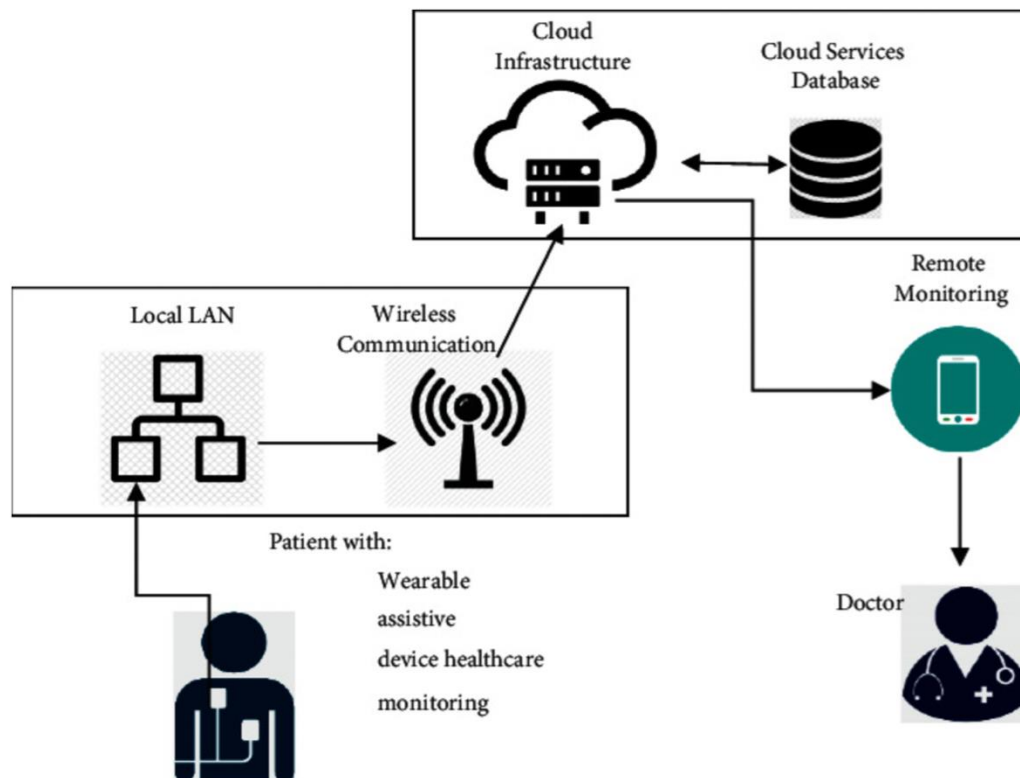 Cloud
Infrastructure
Cloud Services
Database
Remote
Monitoring
Local LAN
Wireless
Communication
Patient with:
Wearable
assistive
device healthcare
monitoring
Doctor